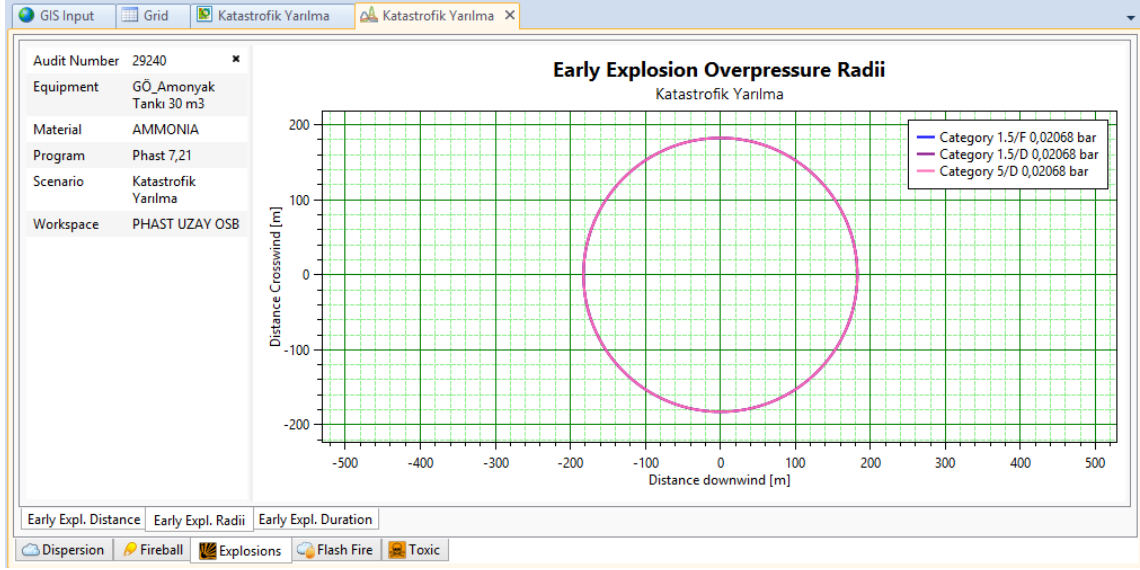 GIS Input
Grid
Katastrofik Yarılma
Katastrofik Yarılma
Audit Number 29240
Equipment GÖ_Amonyak
Tankı 30 m3
Material AMMONIA
Program Phast 7,21
Scenario Katastrofik
Yarılma
Workspace PHAST UZAY OSB
Early Explosion Overpressure Radii
Katastrofik Yarılma
Category 1.5/F 0,02068 bar
Category 1.5/D 0,02068 bar
Category 5/D 0,02068 bar
Distance Crosswind [m]
200
100
0
-100
-200
-500 -400 -300 -200 -100 0 100 200 300 400 500
Distance downwind [m]
Early Expl. Distance Early Expl. Radii Early Expl. Duration
Dispersion Fireball Explosions Flash Fire Toxic